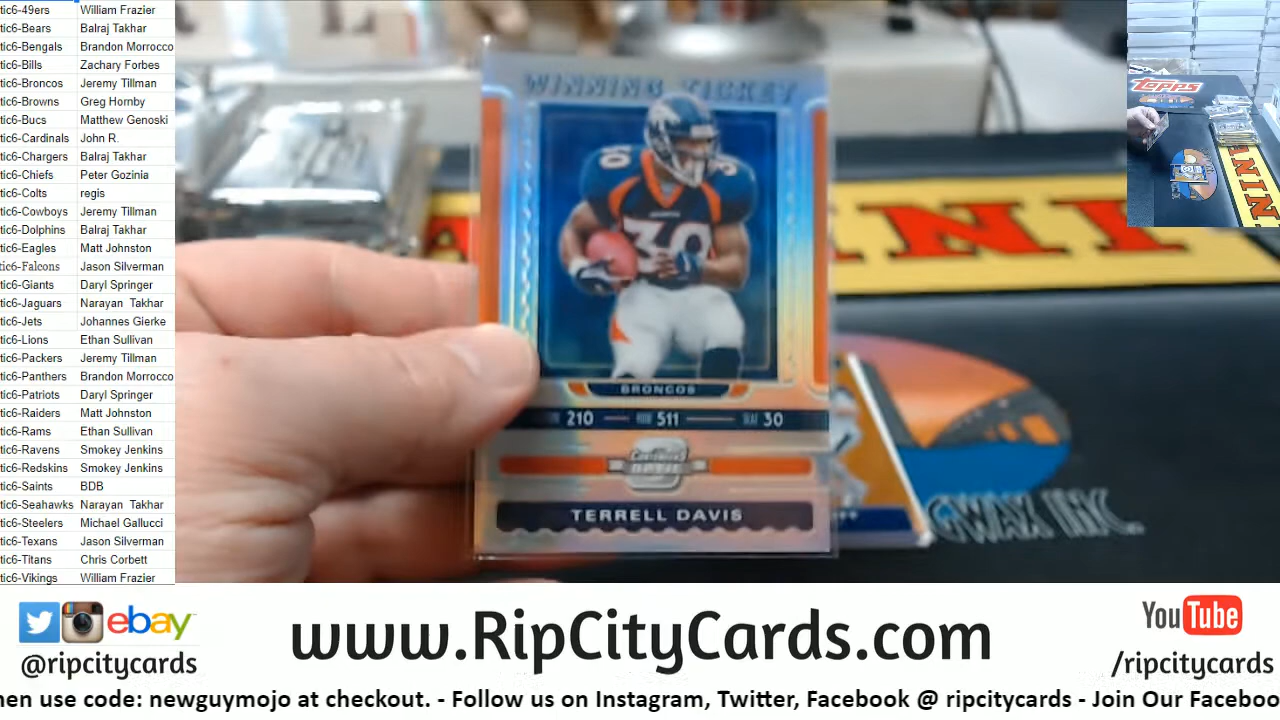 tic6-49ers William Frazier
tic6-Bears Balraj Takhar
tic6-Bengals Brandon Morrocco
tic6-Bills Zachary Forbes
tic6-Broncos Jeremy Tillman
tic6-Browns Greg Hornby
tic6-Bucs Matthew Genoski
tic6-Cardinals John R.
tic6-Chargers Balraj Takhar
tic6-Chiefs Peter Gozinia
tic6-Colts regis
tic6-Cowboys Jeremy Tillman
tic6-Dolphins Balraj Takhar
tic6-Eagles Matt Johnston
tic6-Falcons Jason Silverman
tic6-Giants Daryl Springer
tic6-Jaguars Narayan Takhar
tic6-Jets Johannes Gierke
tic6-Lions Ethan Sullivan
tic6-Packers Jeremy Tillman
tic6-Panthers Brandon Morrocco
tic6-Patriots Daryl Springer
tic6-Raiders Matt Johnston
tic6-Rams Ethan Sullivan
tic6-Ravens Smokey Jenkins
tic6-Redskins Smokey Jenkins
tic6-Saints BDB
tic6-Seahawks Narayan Takhar
tic6-Steelers Michael Gallucci
tic6-Texans Jason Silverman
tic6-Titans Chris Corbett
tic6-Vikings William Frazier
WINNING TICKET
30
30
BRONCOS
210 511 30
CONTENDERS
OPTIC
TERRELL DAVIS
ANINI
GWAX INC.
Topps
ININ
ebay
@ripcitycards
www.RipCityCards.com
YouTube
/ripcitycards
hen use code: newguymojo at checkout. - Follow us on Instagram, Twitter, Facebook @ ripcitycards - Join Our Faceboo